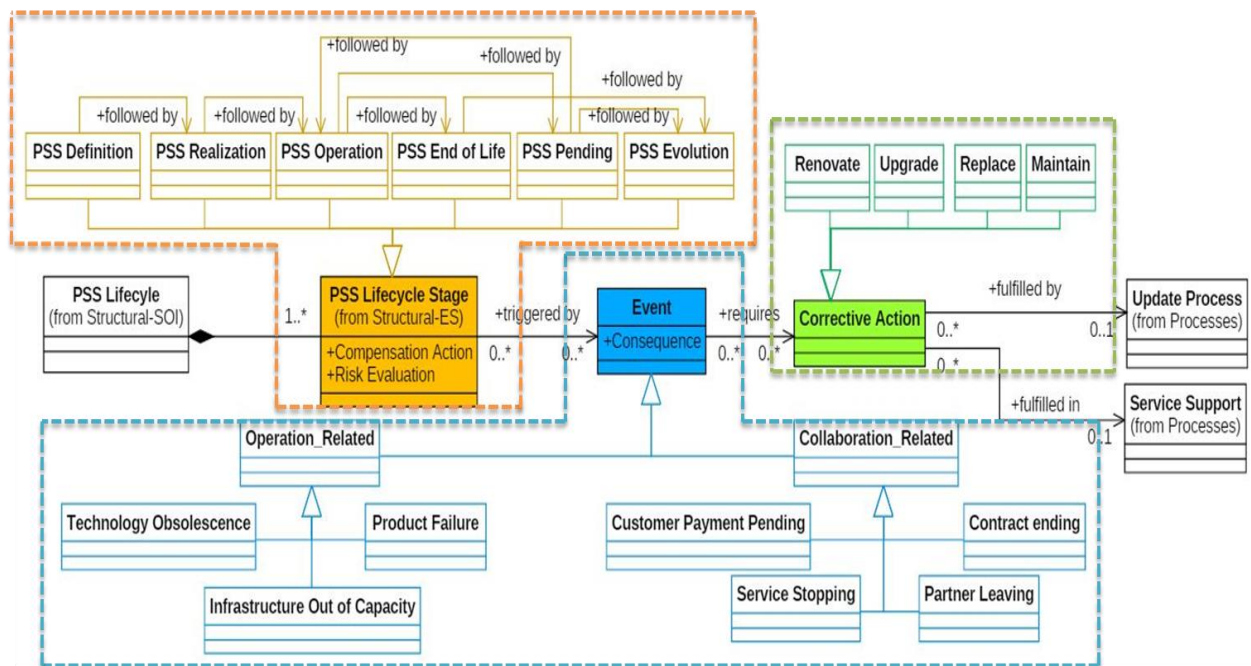 +followed by
+followed by
+followed by
+followed by
+followed by
+followed by
+followed by
PSS Definition
PSS Realization
PSS Operation
PSS End of Life
PSS Pending
PSS Evolution
Renovate
Upgrade
Replace
Maintain
PSS Lifecyle
(from Structural-SOI)
1..*
PSS Lifecycle Stage
(from Structural-ES)
+Compensation Action
+Risk Evaluation
+triggered by
0..*
0..*
Event
+Consequence
+requires
0..*
0..*
Corrective Action
+fulfilled by
0..*
0..1
Update Process
(from Processes)
0..*
+fulfilled in
0..1
Service Support
(from Processes)
Operation_Related
Collaboration_Related
Technology Obsolescence
Product Failure
Customer Payment Pending
Contract ending
Infrastructure Out of Capacity
Service Stopping
Partner Leaving